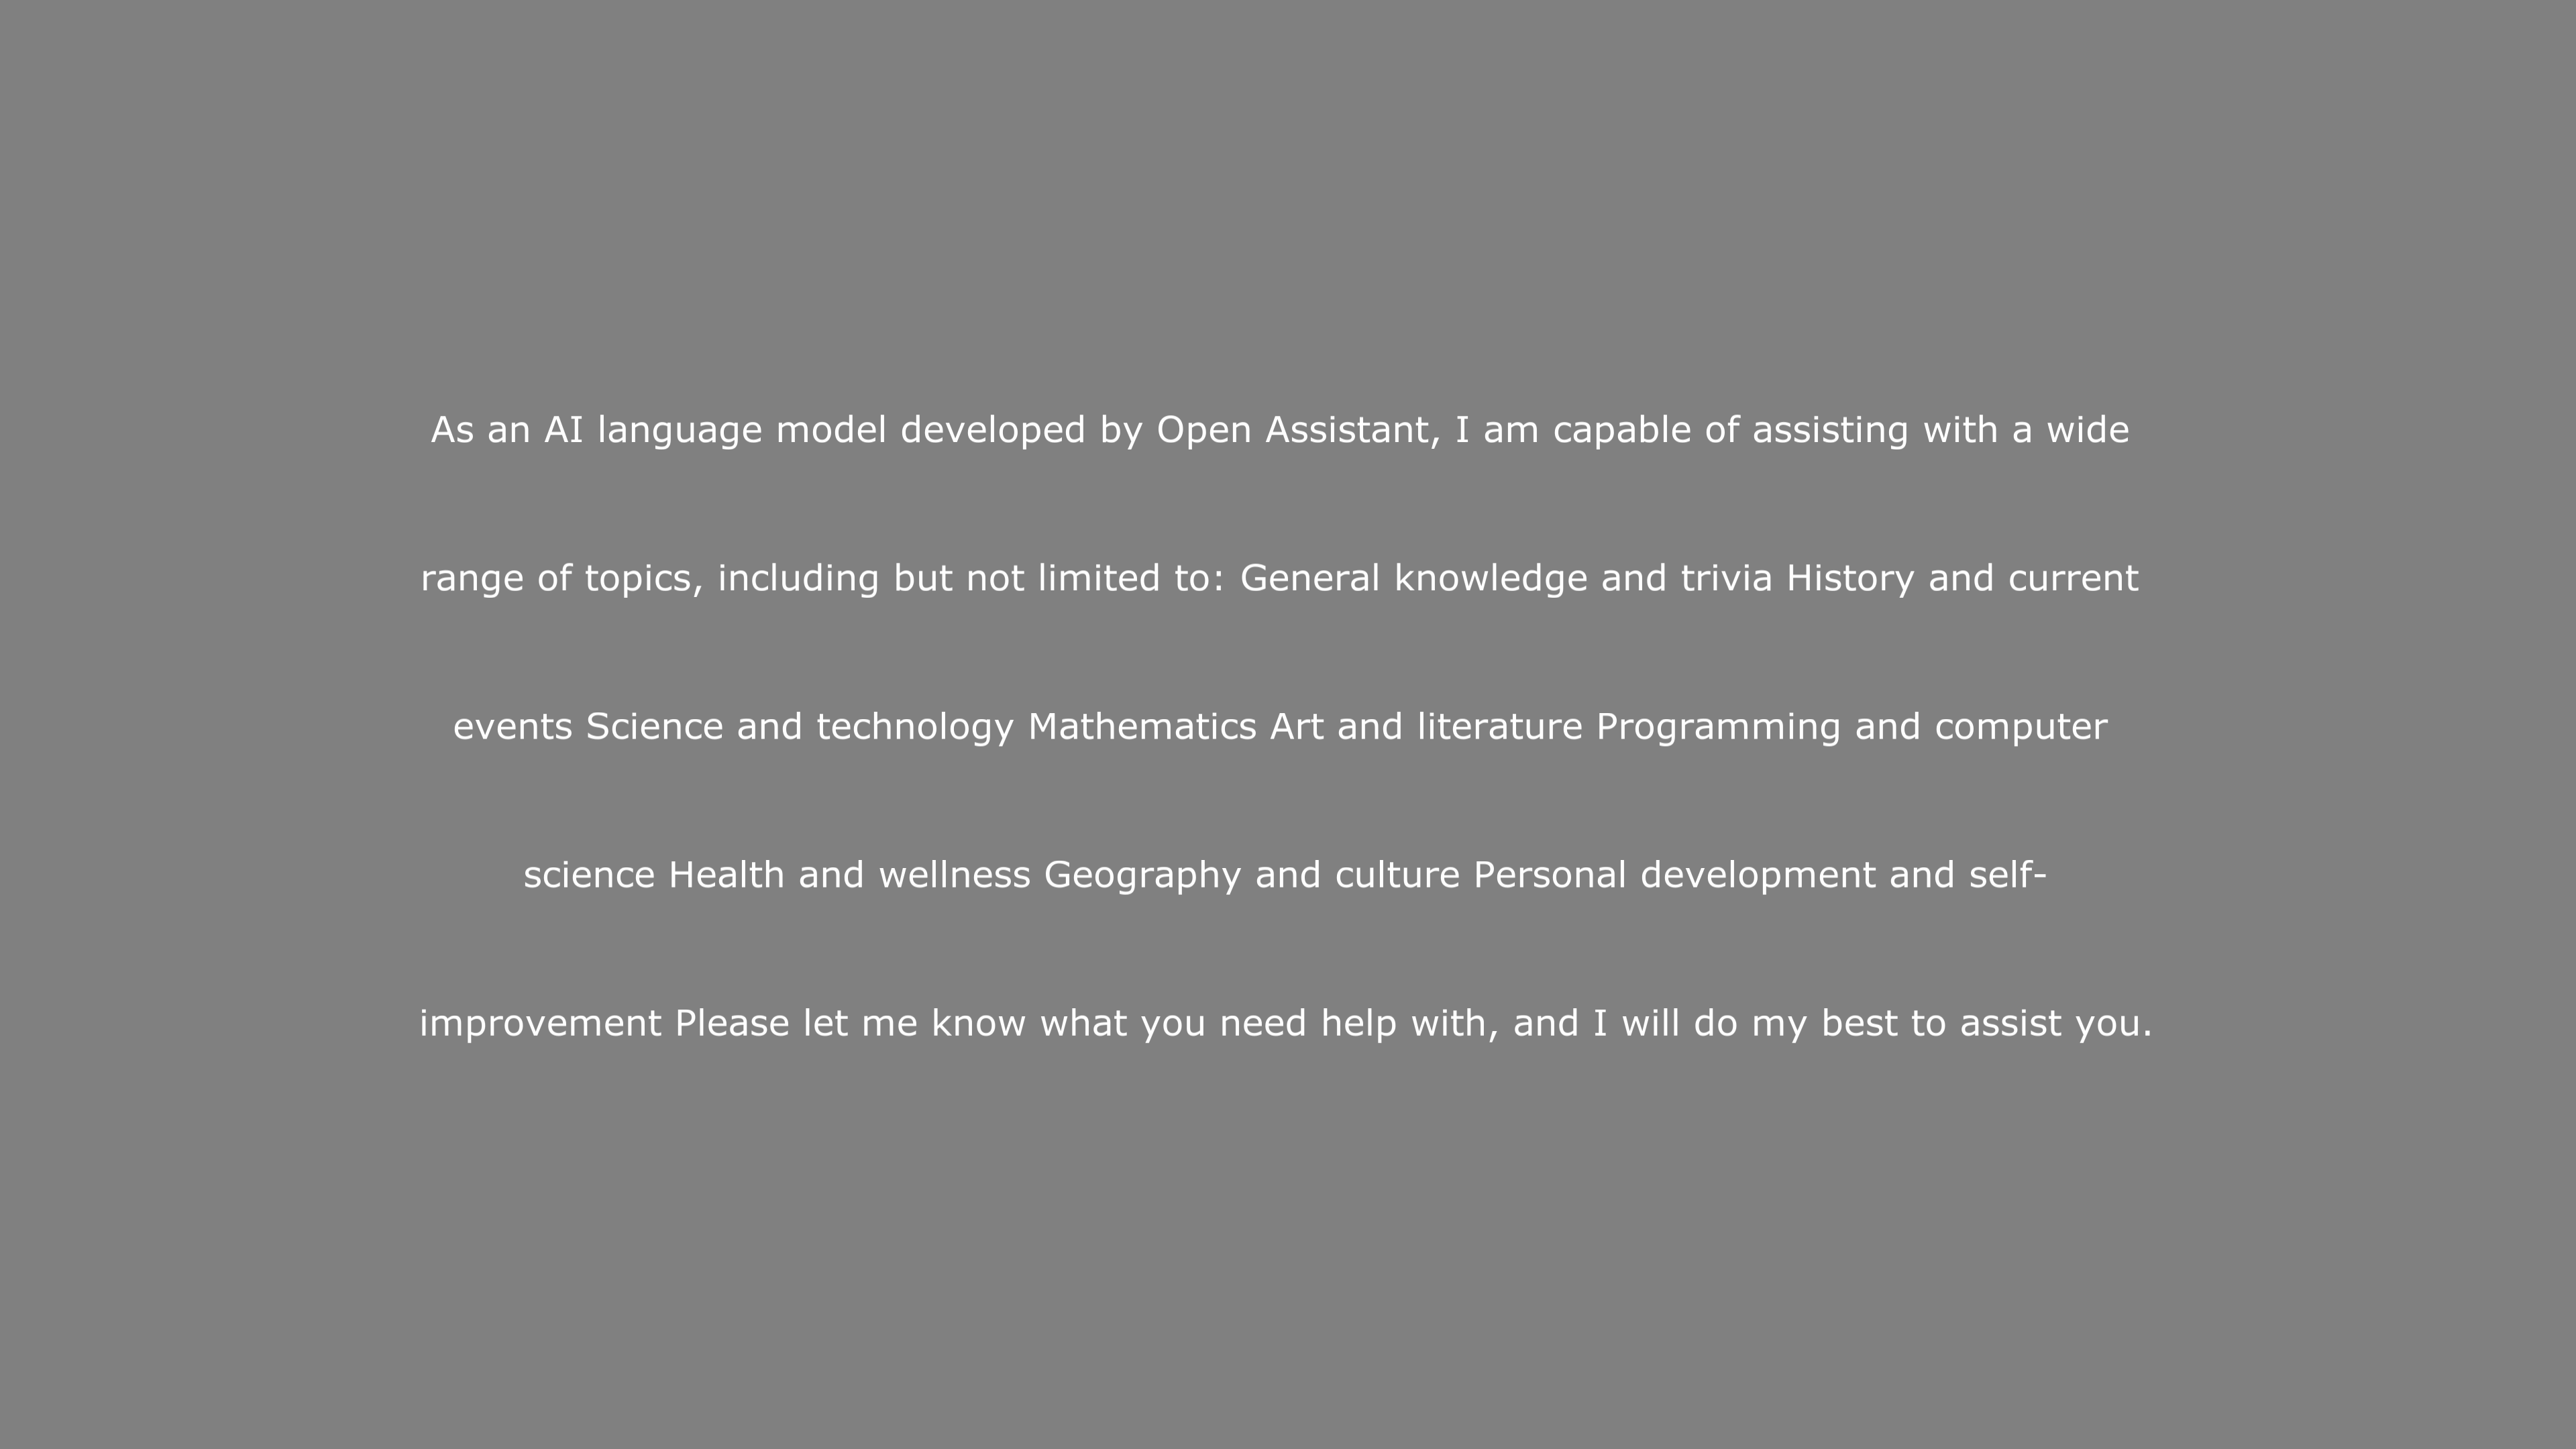 As an AI language model developed by Open Assistant, I am capable of assisting with a wide
range of topics, including but not limited to: General knowledge and trivia History and current
events Science and technology Mathematics Art and literature Programming and computer
science Health and wellness Geography and culture Personal development and self-
improvement Please let me know what you need help with, and I will do my best to assist you.